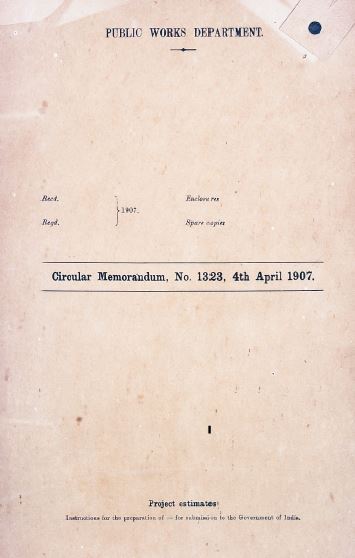 PUBLIC WORKS DEPARTMENT.
Recd. Enclosures
} 1907.
Regd. Spare copies
Circular Memorandum, No. 1323, 4th April 1907.
Project estimates
Instructions for the preparation of — for submission to the Government of India.